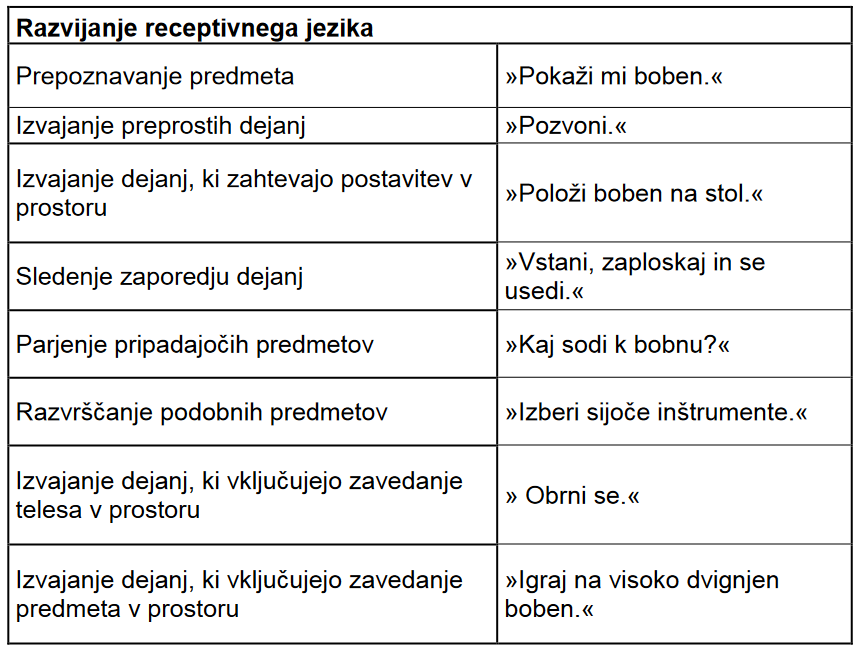 Razvijanje receptivnega jezika
Prepoznavanje predmeta
»Pokaži mi boben.«
Izvajanje preprostih dejanj
»Pozvoni.«
Izvajanje dejanj, ki zahtevajo postavitev v
prostoru
»Položi boben na stol.«
Sledenje zaporedju dejanj
»Vstani, zaploskaj in se
usedi.«
Parjenje pripadajočih predmetov
»Kaj sodi k bobnu?«
Razvrščanje podobnih predmetov
»Izberi sijoče inštrumente.«
Izvajanje dejanj, ki vključujejo zavedanje
telesa v prostoru
» Obrni se.«
Izvajanje dejanj, ki vključujejo zavedanje
predmeta v prostoru
»Igraj na visoko dvignjen
boben.«